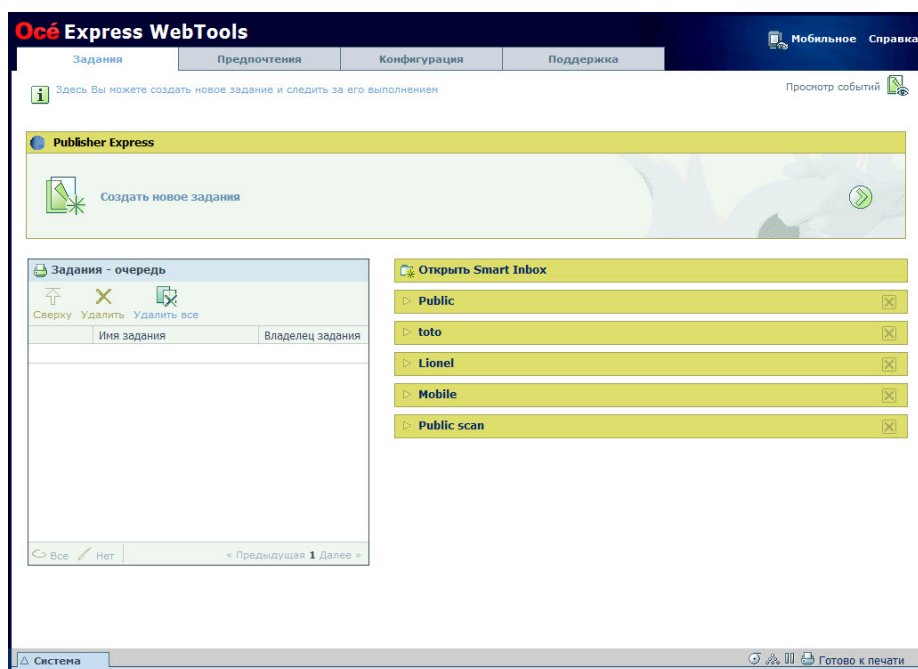 Océ Express WebTools
Мобильное Справка
Задания Предпочтения Конфигурация Поддержка
Здесь Вы можете создать новое задание и следить за его выполнением
Просмотр событий
Publisher Express
Создать новое задания
Задания - очередь
Сверху Удалить Удалить все
Имя задания Владелец задания
Все Нет « Предыдущая 1 Далее »
Открыть Smart Inbox
Public
toto
Lionel
Mobile
Public scan
Система
Готово к печати